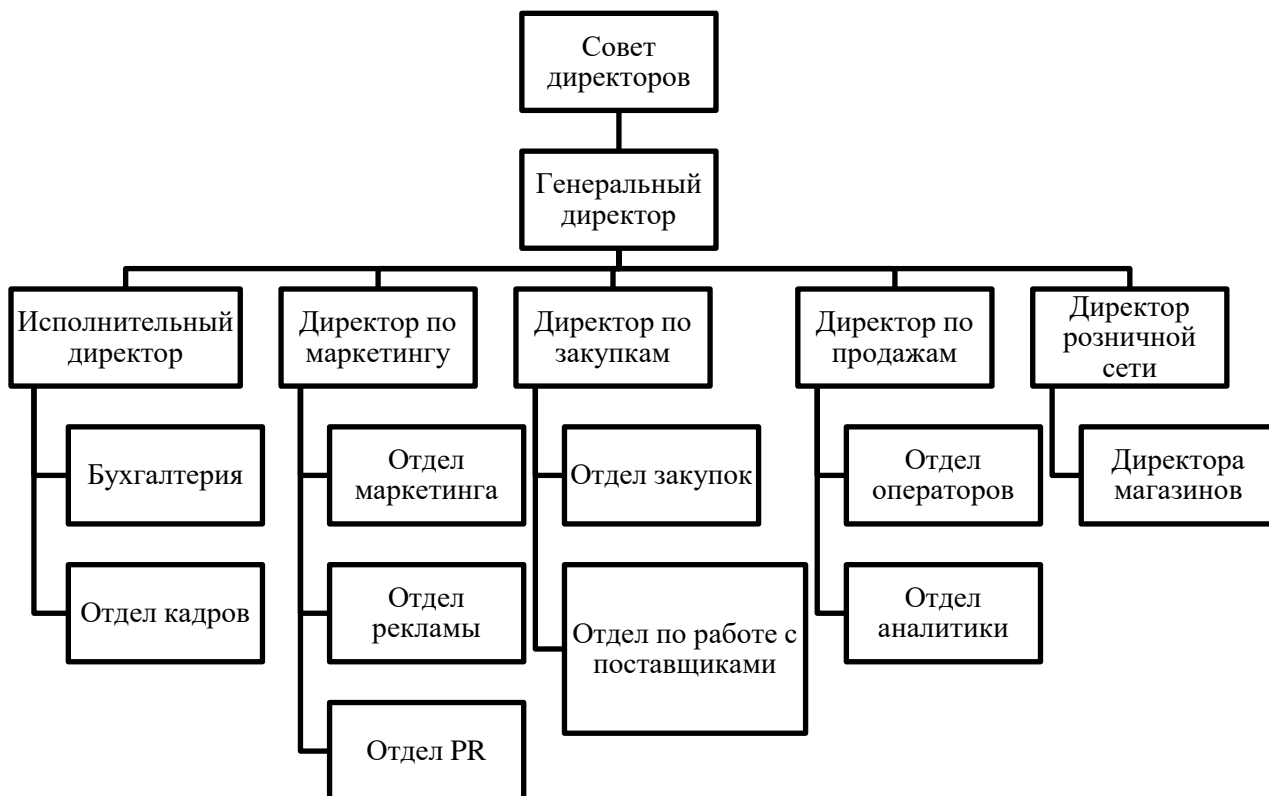 Совет
директоров
Генеральный
директор
Исполнительный
директор
Директор по
маркетингу
Директор по
закупкам
Директор по
продажам
Директор
розничной
сети
Бухгалтерия
Отдел кадров
Отдел
маркетинга
Отдел
рекламы
Отдел PR
Отдел закупок
Отдел по работе с
поставщиками
Отдел
операторов
Отдел
аналитики
Директора
магазинов